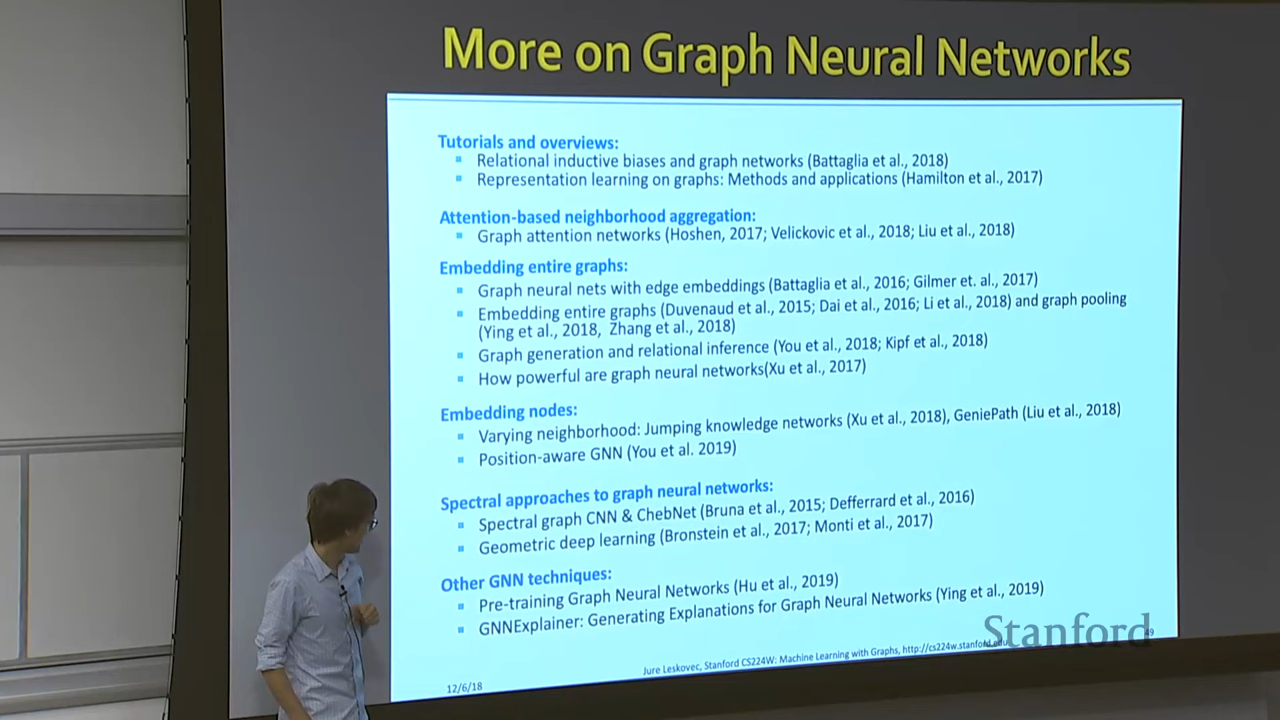 More on Graph Neural Networks
Tutorials and overviews:
Relational inductive biases and graph networks (Battaglia et al., 2018)
Representation learning on graphs: Methods and applications (Hamilton et al., 2017)
Attention-based neighborhood aggregation:
Graph attention networks (Hoshen, 2017; Velickovic et al., 2018; Liu et al., 2018)
Embedding entire graphs:
Graph neural nets with edge embeddings (Battaglia et al., 2016; Gilmer et. al., 2017)
Embedding entire graphs (Duvenaud et al., 2015; Dai et al., 2016; Li et al., 2018) and graph pooling
(Ying et al., 2018, Zhang et al., 2018)
Graph generation and relational inference (You et al., 2018; Kipf et al., 2018)
How powerful are graph neural networks(Xu et al., 2017)
Embedding nodes:
Varying neighborhood: Jumping knowledge networks (Xu et al., 2018), GeniePath (Liu et al., 2018)
Position-aware GNN (You et al. 2019)
Spectral approaches to graph neural networks:
Spectral graph CNN & ChebNet (Bruna et al., 2015; Defferrard et al., 2016)
Geometric deep learning (Bronstein et al., 2017; Monti et al., 2017)
Other GNN techniques:
Pre-training Graph Neural Networks (Hu et al., 2019)
GNNExplainer: Generating Explanations for Graph Neural Networks (Ying et al., 2019)
Stanford
49
Jure Leskovec, Stanford CS224W: Machine Learning with Graphs, http://cs224w.stanford.edu
12/6/18